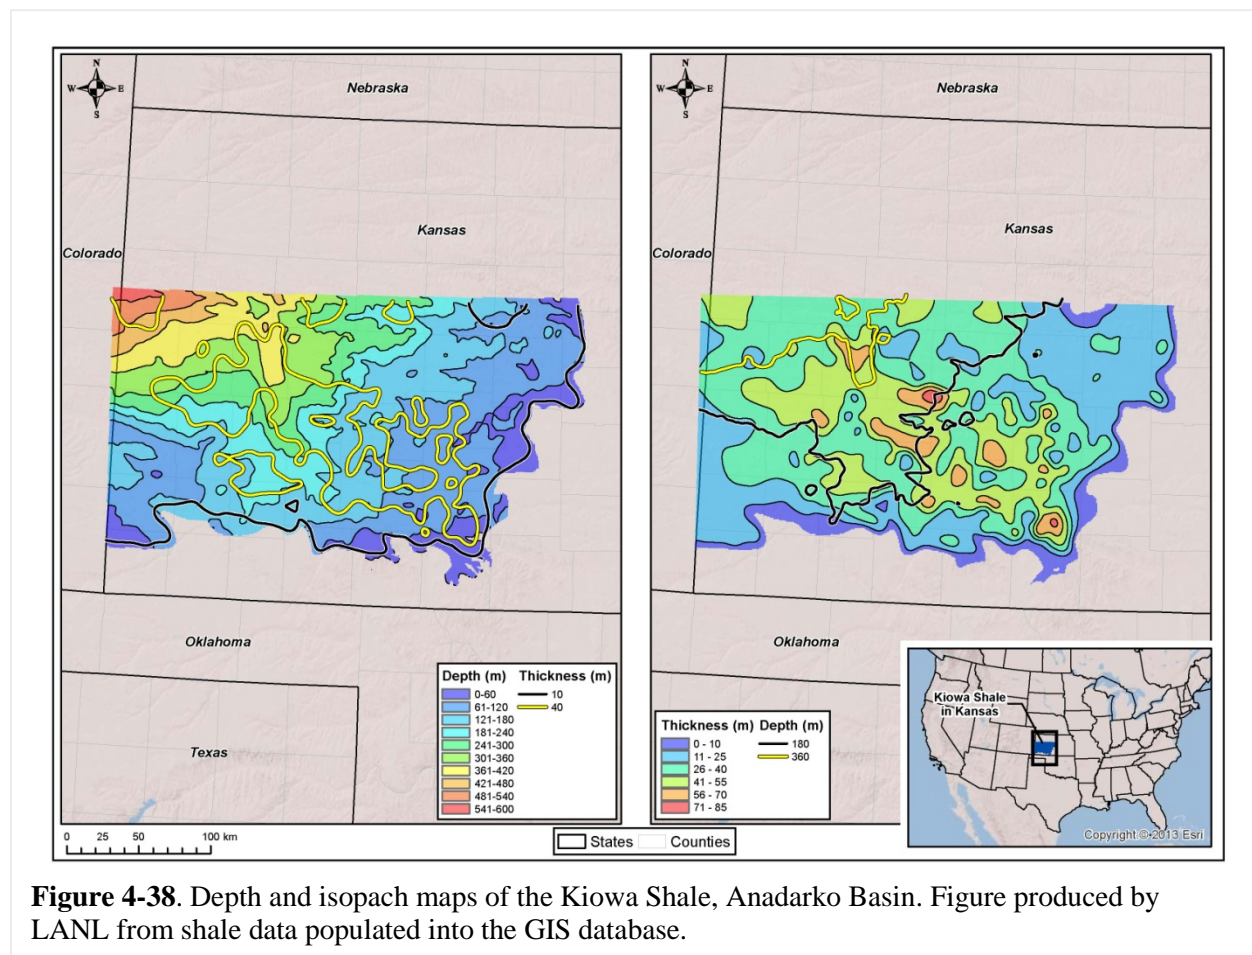 N
W E
S
Nebraska
Kansas
Colorado
Oklahoma
Texas
Depth (m) Thickness (m)
0-60 10
61-120 40
121-180
181-240
241-300
301-360
361-420
421-480
481-540
541-600
0 25 50 100 km
N
W E
S
Nebraska
Kansas
Colorado
Oklahoma
Thickness (m) Depth (m)
0 - 10 180
11 - 25 360
26 - 40
41 - 55
56 - 70
71 - 85
Kiowa Shale
in Kansas
Copyright:© 2013 Esri
States Counties
Figure 4-38. Depth and isopach maps of the Kiowa Shale, Anadarko Basin. Figure produced by
LANL from shale data populated into the GIS database.